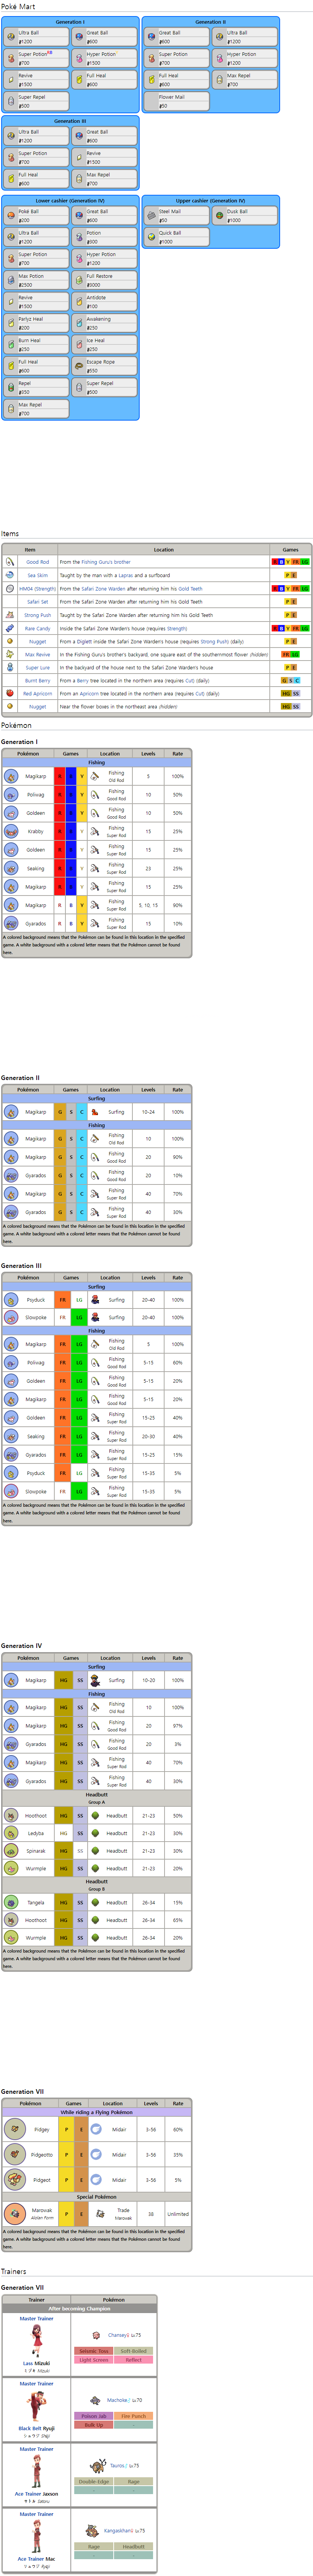 Poké Mart
Generation I
Ultra Ball
1200
Great Ball
600
Super Potion
700
Hyper Potion
1500
Revive
1500
Full Heal
600
Super Repel
500
Generation II
Great Ball
600
Ultra Ball
1200
Super Potion
700
Hyper Potion
1200
Full Heal
600
Max Repel
700
Flower Mail
50
Generation III
Ultra Ball
1200
Great Ball
600
Super Potion
700
Revive
1500
Full Heal
600
Max Repel
700
Lower cashier (Generation IV)
Poké Ball
200
Great Ball
600
Ultra Ball
1200
Potion
300
Super Potion
700
Hyper Potion
1200
Max Potion
2500
Full Restore
3000
Revive
1500
Antidote
100
Parlyz Heal
200
Awakening
250
Burn Heal
250
Ice Heal
250
Full Heal
600
Escape Rope
550
Repel
350
Super Repel
500
Max Repel
700
Upper cashier (Generation IV)
Steel Mail
50
Dusk Ball
1000
Quick Ball
1000
Items
Item Location Games
Good Rod From the Fishing Guru's brother R B Y FR LG
Sea Skim Taught by the man with a Lapras and a surfboard P E
HM04 (Strength) From the Safari Zone Warden after returning him his Gold Teeth R B Y FR LG
Safari Set From the Safari Zone Warden after returning him his Gold Teeth P E
Strong Push Taught by the Safari Zone Warden after returning him his Gold Teeth P E
Rare Candy Inside the Safari Zone Warden's house (requires Strength) R B Y FR LG
Nugget From a Diglett inside the Safari Zone Warden's house (requires Strong Push) (daily) P E
Max Revive In the Fishing Guru's brother's backyard, one square east of the southernmost flower (hidden) FR LG
Super Lure In the backyard of the house next to the Safari Zone Warden's house P E
Burnt Berry From a Berry tree located in the northern area (requires Cut) (daily) G S C
Red Apricorn From an Apricorn tree located in the northern area (requires Cut) (daily) HG SS
Nugget Near the flower boxes in the northeast area (hidden) HG SS
Pokémon
Generation I
Pokémon Games Location Levels Rate
Fishing
Magikarp R B Y Fishing Old Rod 5 100%
Poliwag R B Y Fishing Good Rod 10 50%
Goldeen R B Y Fishing Good Rod 10 50%
Krabby R B Y Fishing Super Rod 15 25%
Goldeen R B Y Fishing Super Rod 15 25%
Seaking R B Y Fishing Super Rod 23 25%
Magikarp R B Y Fishing Super Rod 15 25%
Magikarp R B Y Fishing Super Rod 5, 10, 15 90%
Gyarados R B Y Fishing Super Rod 15 10%
A colored background means that the Pokémon can be found in this location in the specified
game. A white background with a colored letter means that the Pokémon cannot be found
here.
Generation II
Pokémon Games Location Levels Rate
Surfing
Magikarp G S C Surfing 10-24 100%
Fishing
Magikarp G S C Fishing Old Rod 10 100%
Magikarp G S C Fishing Good Rod 20 90%
Gyarados G S C Fishing Good Rod 20 10%
Magikarp G S C Fishing Super Rod 40 70%
Gyarados G S C Fishing Super Rod 40 30%
A colored background means that the Pokémon can be found in this location in the specified
game. A white background with a colored letter means that the Pokémon cannot be found
here.
Generation III
Pokémon Games Location Levels Rate
Surfing
Psyduck FR LG Surfing 20-40 100%
Slowpoke FR LG Surfing 20-40 100%
Fishing
Magikarp FR LG Fishing Old Rod 5 100%
Poliwag FR LG Fishing Good Rod 5-15 60%
Goldeen FR LG Fishing Good Rod 5-15 20%
Magikarp FR LG Fishing Good Rod 5-15 20%
Goldeen FR LG Fishing Super Rod 15-25 40%
Seaking FR LG Fishing Super Rod 20-30 40%
Gyarados FR LG Fishing Super Rod 15-25 15%
Psyduck FR LG Fishing Super Rod 15-35 5%
Slowpoke FR LG Fishing Super Rod 15-35 5%
A colored background means that the Pokémon can be found in this location in the specified
game. A white background with a colored letter means that the Pokémon cannot be found
here.
Generation IV
Pokémon Games Location Levels Rate
Surfing
Magikarp HG SS Surfing 10-20 100%
Fishing
Magikarp HG SS Fishing Old Rod 10 100%
Magikarp HG SS Fishing Good Rod 20 97%
Gyarados HG SS Fishing Good Rod 20 3%
Magikarp HG SS Fishing Super Rod 40 70%
Gyarados HG SS Fishing Super Rod 40 30%
Headbutt
Group A
Hoothoot HG SS Headbutt 21-23 50%
Ledyba HG SS Headbutt 21-23 30%
Spinarak HG SS Headbutt 21-23 30%
Wurmple HG SS Headbutt 21-23 20%
Headbutt
Group B
Tangela HG SS Headbutt 26-34 15%
Hoothoot HG SS Headbutt 26-34 65%
Wurmple HG SS Headbutt 26-34 20%
A colored background means that the Pokémon can be found in this location in the specified
game. A white background with a colored letter means that the Pokémon cannot be found
here.
Generation VII
Pokémon Games Location Levels Rate
While riding a Flying Pokémon
Pidgey P E Midair 3-56 60%
Pidgeotto P E Midair 3-56 35%
Pidgeot P E Midair 3-56 5%
Special Pokémon
Marowak Alolan Form P E Trade Marowak 38 Unlimited
A colored background means that the Pokémon can be found in this location in the specified
game. A white background with a colored letter means that the Pokémon cannot be found
here.
Trainers
Generation VII
Trainer Pokémon
After becoming Champion
Master Trainer
Lass Mizuki
ミズキ Mizuki
Chansey♀ Lv.75
Seismic Toss Soft-Boiled
Light Screen Reflect
Master Trainer
Black Belt Ryuji
Machoke♂ Lv.70
Poison Jab Fire Punch
Bulk Up
Master Trainer
Ace Trainer Jaxson
Tauros♂ Lv.75
Double-Edge Rage
Master Trainer
Ace Trainer Mac
Kangaskhan♀ Lv.75
Rage Headbutt